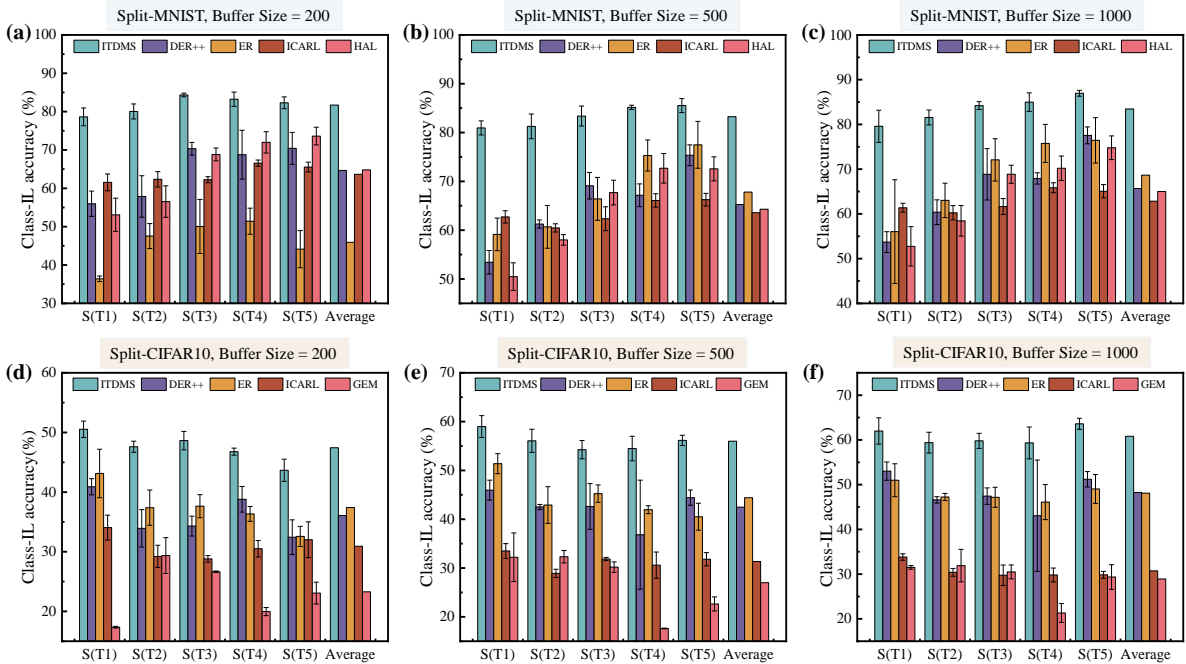 Split-MNIST, Buffer Size = 200
(a)
ITDMS DER++ ER ICARL HAL
Class-IL accuracy (%)
100
90
80
70
60
50
40
30
S(T1) S(T2) S(T3) S(T4) S(T5) Average
Split-MNIST, Buffer Size = 500
(b)
ITDMS DER++ ER ICARL HAL
Class-IL accuracy (%)
100
90
80
70
60
50
S(T1) S(T2) S(T3) S(T4) S(T5) Average
Split-MNIST, Buffer Size = 1000
(c)
ITDMS DER++ ER ICARL HAL
Class-IL accuracy (%)
100
90
80
70
60
50
40
S(T1) S(T2) S(T3) S(T4) S(T5) Average
Split-CIFAR10, Buffer Size = 200
(d)
ITDMS DER++ ER ICARL GEM
Class-IL accuracy(%)
60
50
40
30
20
S(T1) S(T2) S(T3) S(T4) S(T5) Average
Split-CIFAR10, Buffer Size = 500
(e)
ITDMS DER++ ER ICARL GEM
Class-IL accuracy (%)
70
60
50
40
30
20
S(T1) S(T2) S(T3) S(T4) S(T5) Average
Split-CIFAR10, Buffer Size = 1000
(f)
ITDMS DER++ ER ICARL GEM
Class-IL accuracy (%)
70
60
50
40
30
20
S(T1) S(T2) S(T3) S(T4) S(T5) Average